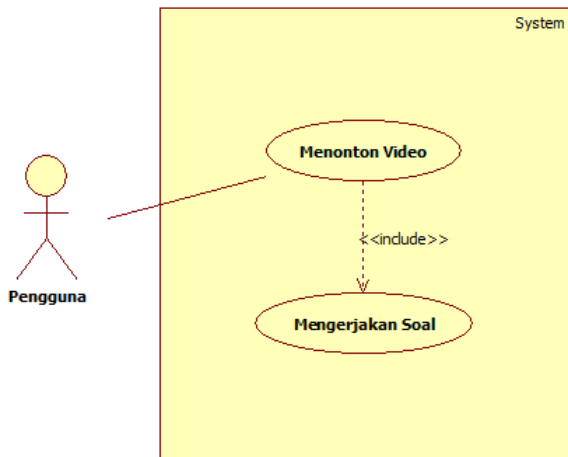 System
Menonton Video
<<include>>
Pengguna
Mengerjakan Soal